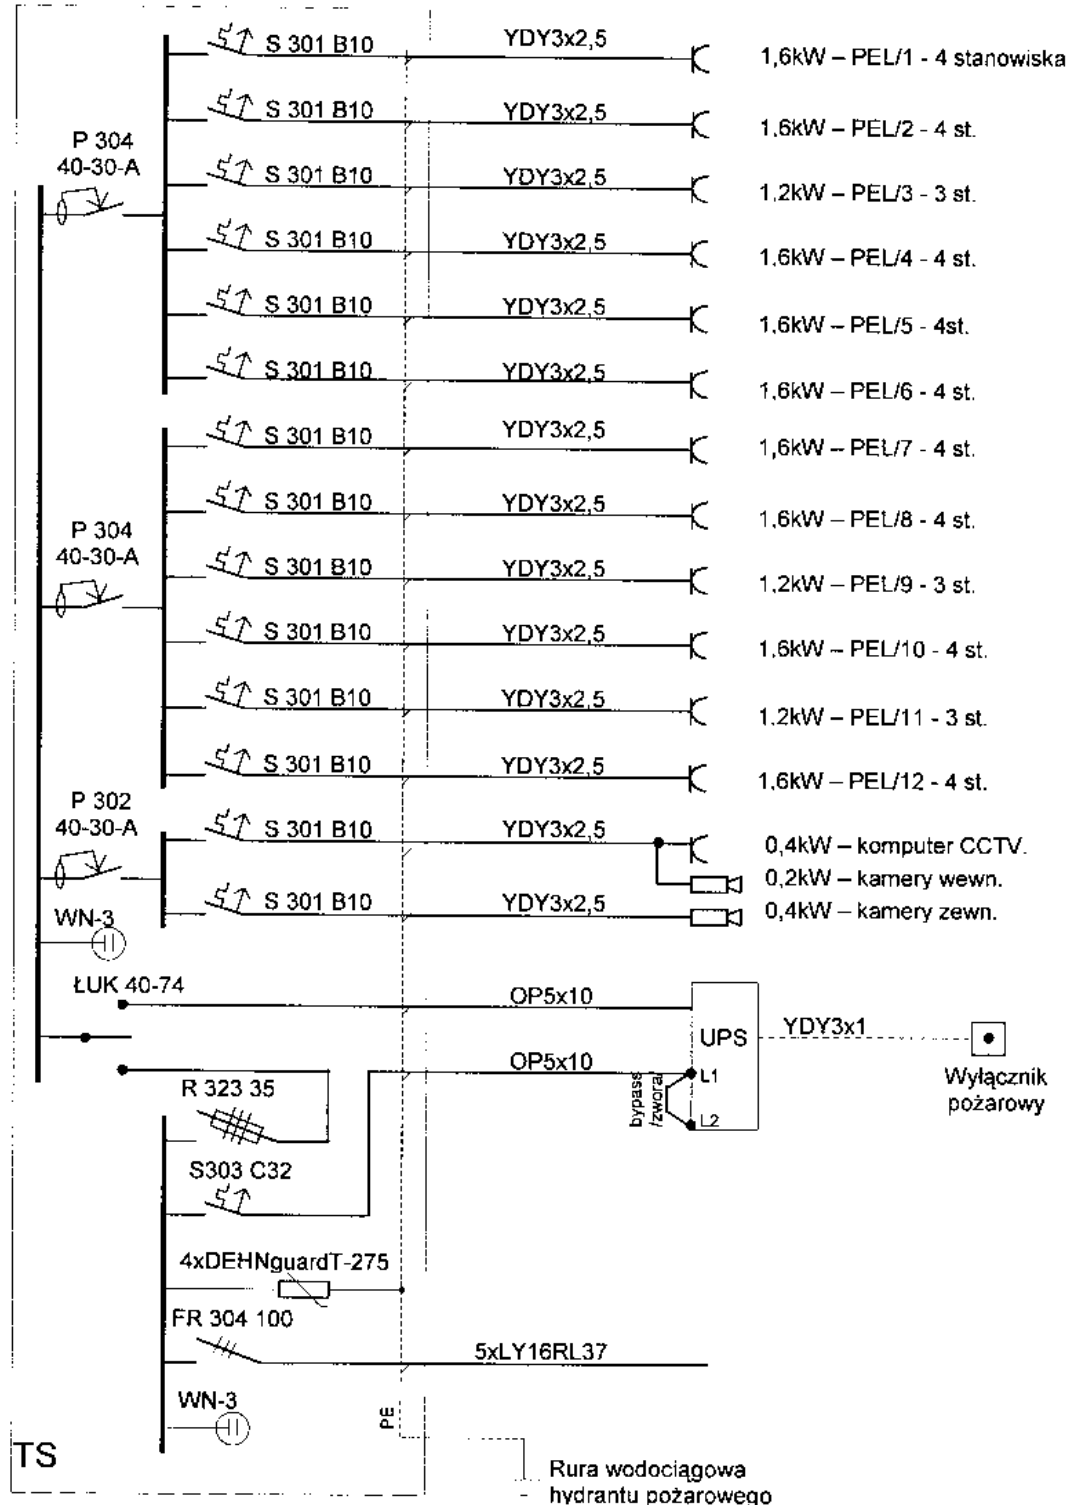 S 301 B10 YDY3x2,5 1,6kW – PEL/1 - 4 stanowiska
S 301 B10 YDY3x2,5 1,6kW – PEL/2 - 4 st.
P 304
40-30-A
S 301 B10 YDY3x2,5 1,2kW – PEL/3 - 3 st.
S 301 B10 YDY3x2,5 1,6kW – PEL/4 - 4 st.
S 301 B10 YDY3x2,5 1,6kW – PEL/5 - 4st.
S 301 B10 YDY3x2,5 1,6kW – PEL/6 - 4 st.
S 301 B10 YDY3x2,5 1,6kW – PEL/7 - 4 st.
S 301 B10 YDY3x2,5 1,6kW – PEL/8 - 4 st.
P 304
40-30-A
S 301 B10 YDY3x2,5 1,2kW – PEL/9 - 3 st.
S 301 B10 YDY3x2,5 1,6kW – PEL/10 - 4 st.
S 301 B10 YDY3x2,5 1,2kW – PEL/11 - 3 st.
S 301 B10 YDY3x2,5 1,6kW – PEL/12 - 4 st.
P 302
40-30-A
S 301 B10 YDY3x2,5 0,4kW – komputer CCTV.
0,2kW – kamery wewn.
S 301 B10 YDY3x2,5 0,4kW – kamery zewn.
WN-3
ŁUK 40-74
OP5x10
UPS
YDY3x1
OP5x10
L1
bypass
/zwora/
L2
Wyłącznik
pożarowy
R 323 35
S303 C32
4xDEHNguardT-275
FR 304 100
5xLY16RL37
WN-3
PE
TS
Rura wodociągowa
hydrantu pożarowego